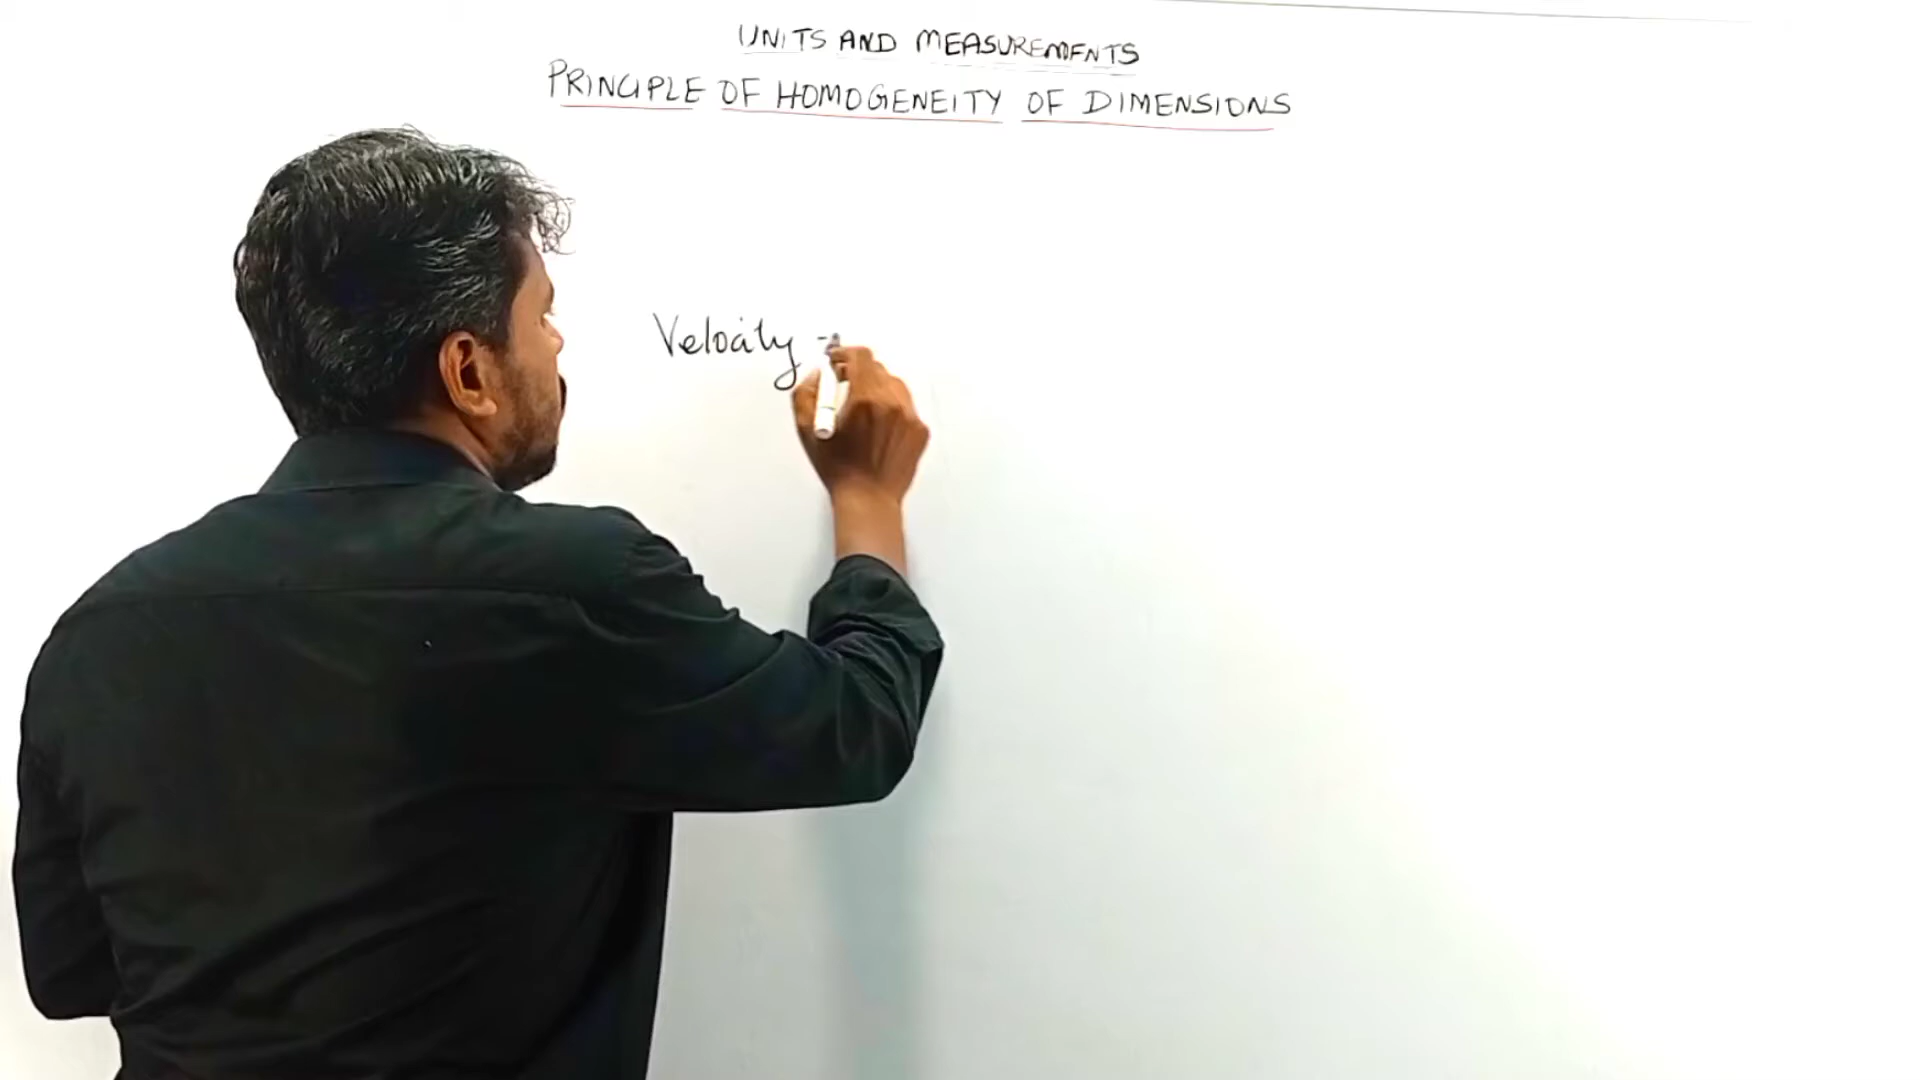 UNITS AND MEASUREMENTS
PRINCIPLE OF HOMOGENEITY OF DIMENSIONS
Velocity -